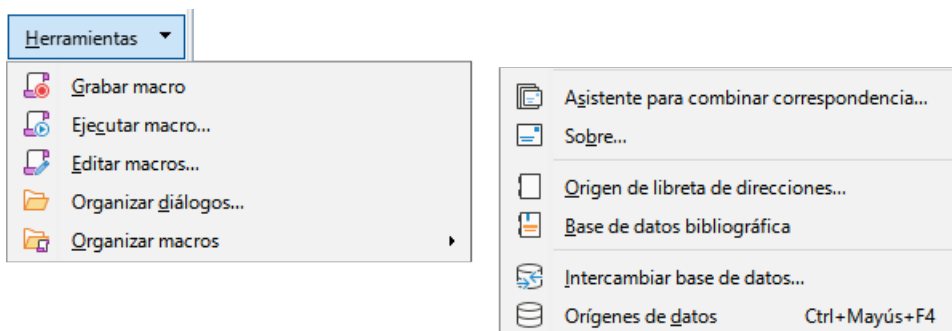 Herramientas
Grabar macro
Ejecutar macro...
Editar macros...
Organizar diálogos...
Organizar macros
Asistente para combinar correspondencia...
Sobre...
Origen de libreta de direcciones...
Base de datos bibliográfica
Intercambiar base de datos...
Orígenes de datos Ctrl+Mayús+F4